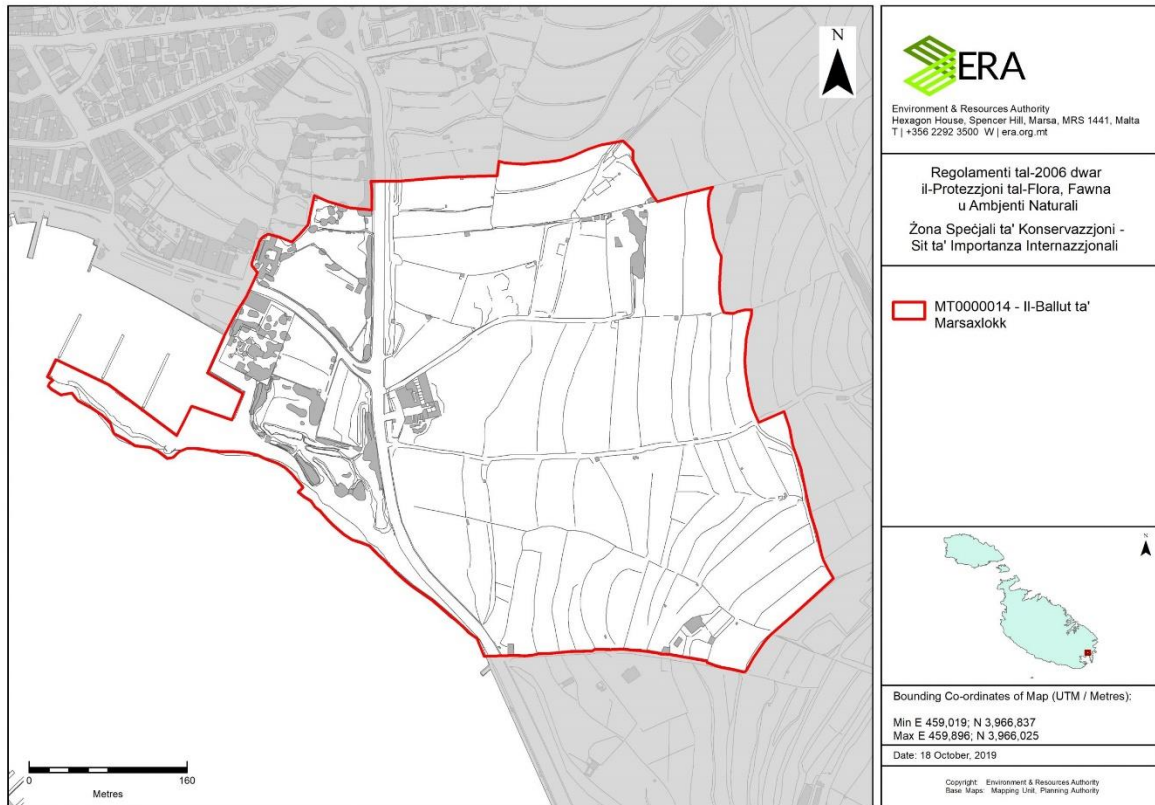 N
0
160
Metres
ERA
Environment & Resources Authority
Hexagon House, Spencer Hill, Marsa, MRS 1441, Malta
T | +356 2292 3500 W | era.org.mt
Regolamenti tal-2006 dwar
il-Protezzjoni tal-Flora, Fawna
u Ambjenti Naturali
Żona Speċjali ta' Konservazzjoni -
Sit ta' Importanza Internazzjonali
MT0000014 - Il-Ballut ta'
Marsaxlokk
N
Bounding Co-ordinates of Map (UTM / Metres):
Min E 459,019; N 3,966,837
Max E 459,896; N 3,966,025
Date: 18 October, 2019
Copyright: Environment & Resources Authority
Base Maps: Mapping Unit, Planning Authority